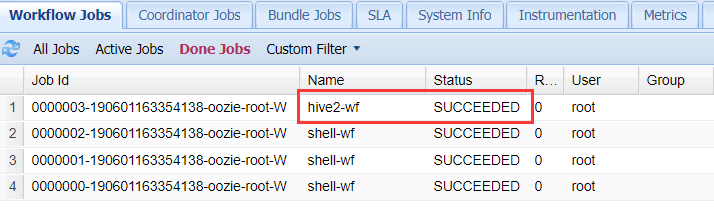 Workflow Jobs Coordinator Jobs Bundle Jobs SLA System Info Instrumentation Metrics
All Jobs Active Jobs Done Jobs Custom Filter
Job Id Name Status R... User Group
1 0000003-190601163354138-oozie-root-W hive2-wf SUCCEEDED 0 root
2 0000002-190601163354138-oozie-root-W shell-wf SUCCEEDED 0 root
3 0000001-190601163354138-oozie-root-W shell-wf SUCCEEDED 0 root
4 0000000-190601163354138-oozie-root-W shell-wf SUCCEEDED 0 root